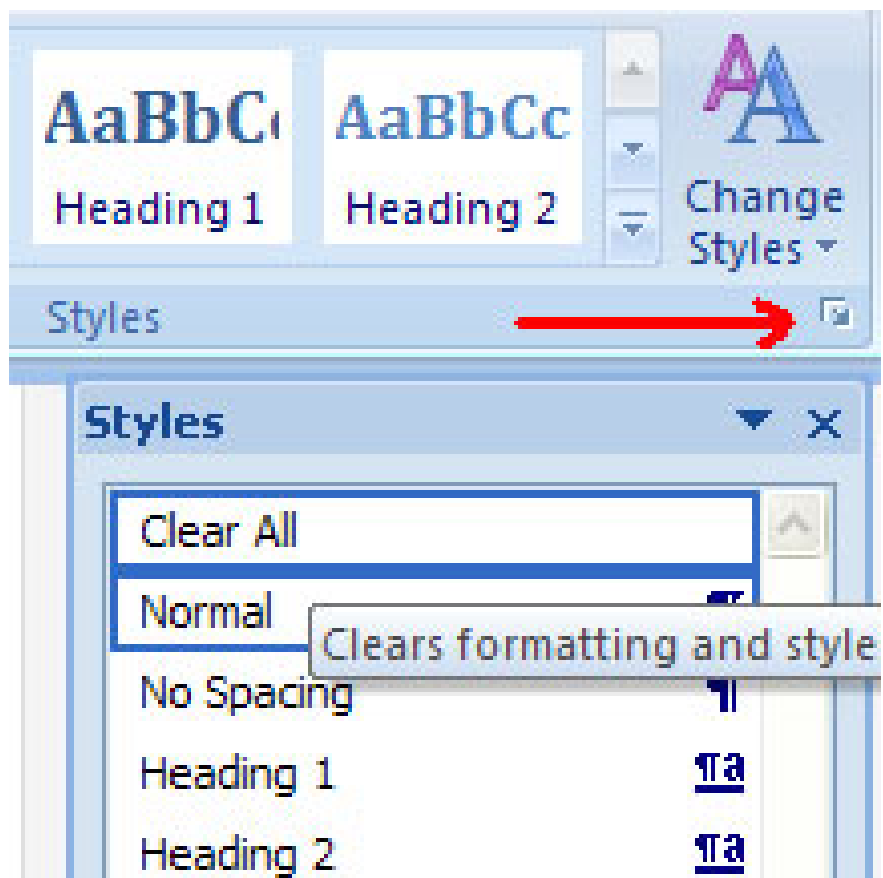 AaBbC
AaBbCc
Heading 1
Heading 2
Change
Styles
Styles
Styles
Clear All
Normal
Clears formatting and style
No Spacing ¶
Heading 1 ¶a
Heading 2 ¶a